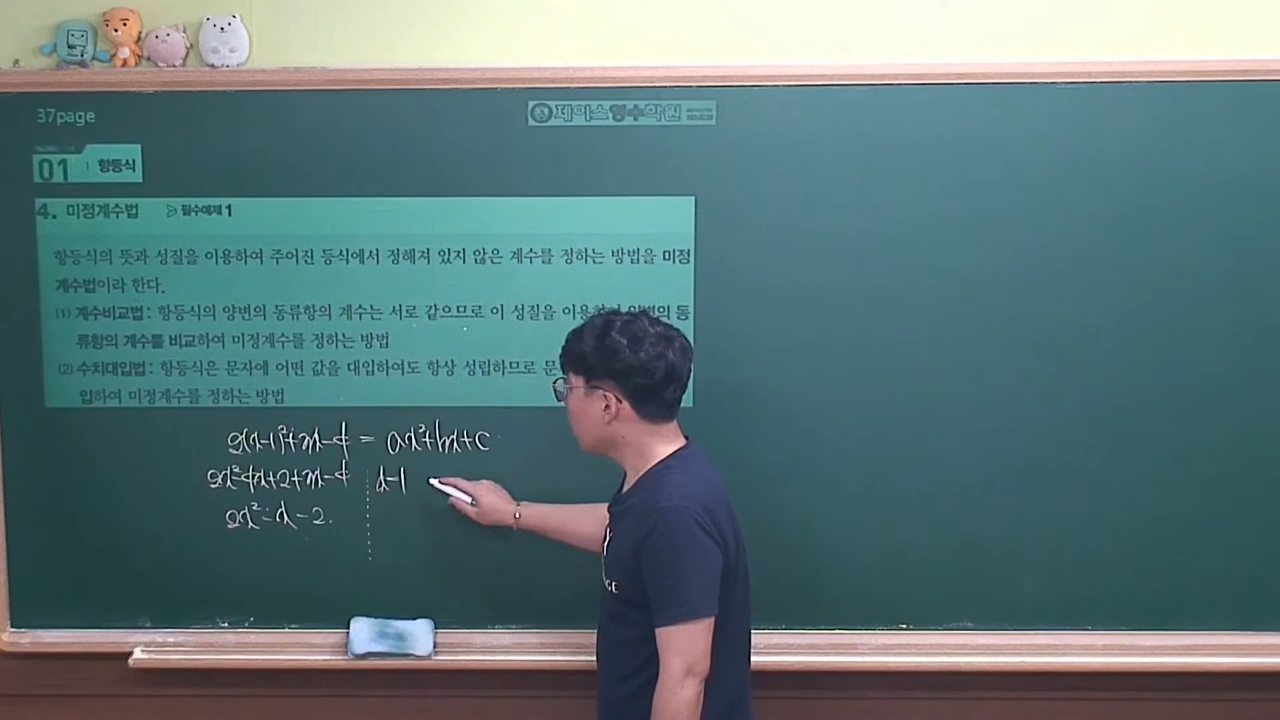 37page
제이스영수학원
01 항등식
4. 미정계수법 필수예제 1
항등식의 뜻과 성질을 이용하여 주어진 등식에서 정해져 있지 않은 계수를 정하는 방법을 미정
계수법이라 한다.
(1) 계수비교법: 항등식의 양변의 동류항의 계수는 서로 같으므로 이 성질을 이용 동
류항의 계수를 비교하여 미정계수를 정하는 방법
(2) 수치대입법: 항등식은 문자에 어떤 값을 대입하여도 항상 성립하므로 문
입하여 미정계수를 정하는 방법
2(x-1)²+3x-4 = ax²+bx+c
2x²-4x+2+3x-4 x-1
2x²-x-2.
GE